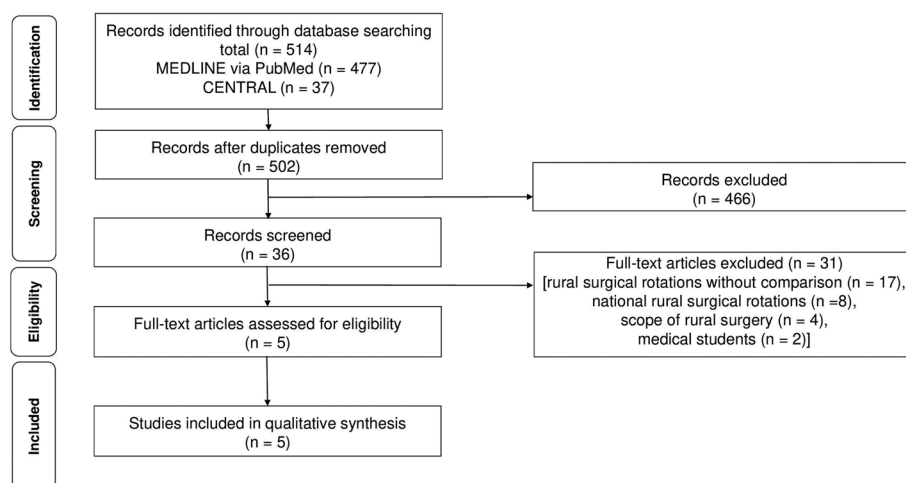 Identification
Records identified through database searching
total (n = 514)
MEDLINE via PubMed (n = 477)
CENTRAL (n = 37)
Screening
Records after duplicates removed
(n = 502)
Records excluded
(n = 466)
Records screened
(n = 36)
Eligibility
Full-text articles excluded (n = 31)
[rural surgical rotations without comparison (n = 17),
national rural surgical rotations (n =8),
scope of rural surgery (n = 4),
medical students (n = 2)]
Full-text articles assessed for eligibility
(n = 5)
Included
Studies included in qualitative synthesis
(n = 5)